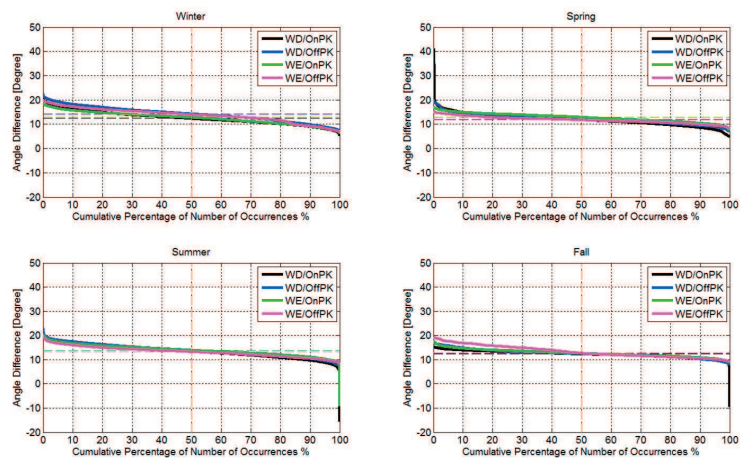 Winter
Angle Difference [Degree]
50
40
30
20
10
0
-10
-20
WD/OnPK
WD/OffPK
WE/OnPK
WE/OffPK
0 10 20 30 40 50 60 70 80 90 100
Cumulative Percentage of Number of Occurrences %
Spring
Angle Difference [Degree]
50
40
30
20
10
0
-10
-20
WD/OnPK
WD/OffPK
WE/OnPK
WE/OffPK
0 10 20 30 40 50 60 70 80 90 100
Cumulative Percentage of Number of Occurrences %
Summer
Angle Difference [Degree]
50
40
30
20
10
0
-10
-20
WD/OnPK
WD/OffPK
WE/OnPK
WE/OffPK
0 10 20 30 40 50 60 70 80 90 100
Cumulative Percentage of Number of Occurrences %
Fall
Angle Difference [Degree]
50
40
30
20
10
0
-10
-20
WD/OnPK
WD/OffPK
WE/OnPK
WE/OffPK
0 10 20 30 40 50 60 70 80 90 100
Cumulative Percentage of Number of Occurrences %